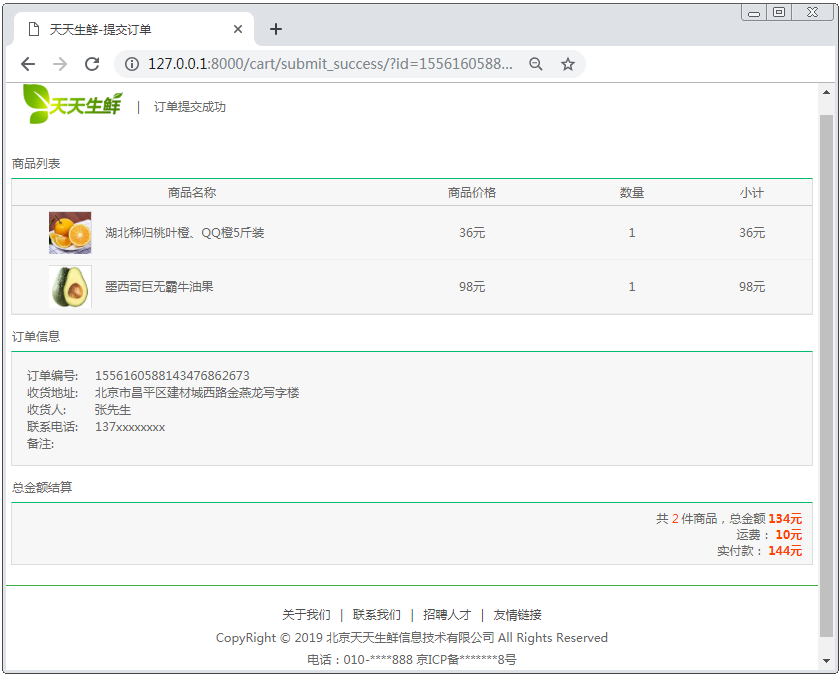 天天生鲜-提交订单
127.0.0.1:8000/cart/submit_success/?id=1556160588...
天天生鲜 | 订单提交成功
商品列表
商品名称 商品价格 数量 小计
湖北秭归桃叶橙、QQ橙5斤装 36元 1 36元
墨西哥巨无霸牛油果 98元 1 98元
订单信息
订单编号: 1556160588143476862673
收货地址: 北京市昌平区建材城西路金燕龙写字楼
收货人: 张先生
联系电话: 137xxxxxxxx
备注:
总金额结算
共 2 件商品，总金额 134元
运费： 10元
实付款： 144元
关于我们 | 联系我们 | 招聘人才 | 友情链接
CopyRight © 2019 北京天天生鲜信息技术有限公司 All Rights Reserved
电话：010-****888 京ICP备*******8号